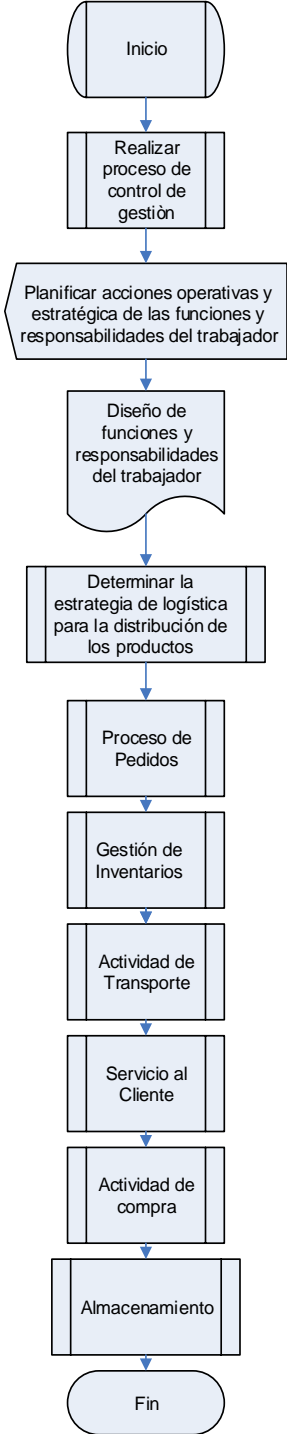 Inicio
Realizar
proceso de
control de
gestiòn
Planificar acciones operativas y
estratégica de las funciones y
responsabilidades del trabajador
Diseño de
funciones y
responsabilidades
del trabajador
Determinar la
estrategia de logística
para la distribución de
los productos
Proceso de
Pedidos
Gestión de
Inventarios
Actividad de
Transporte
Servicio al
Cliente
Actividad de
compra
Almacenamiento
Fin